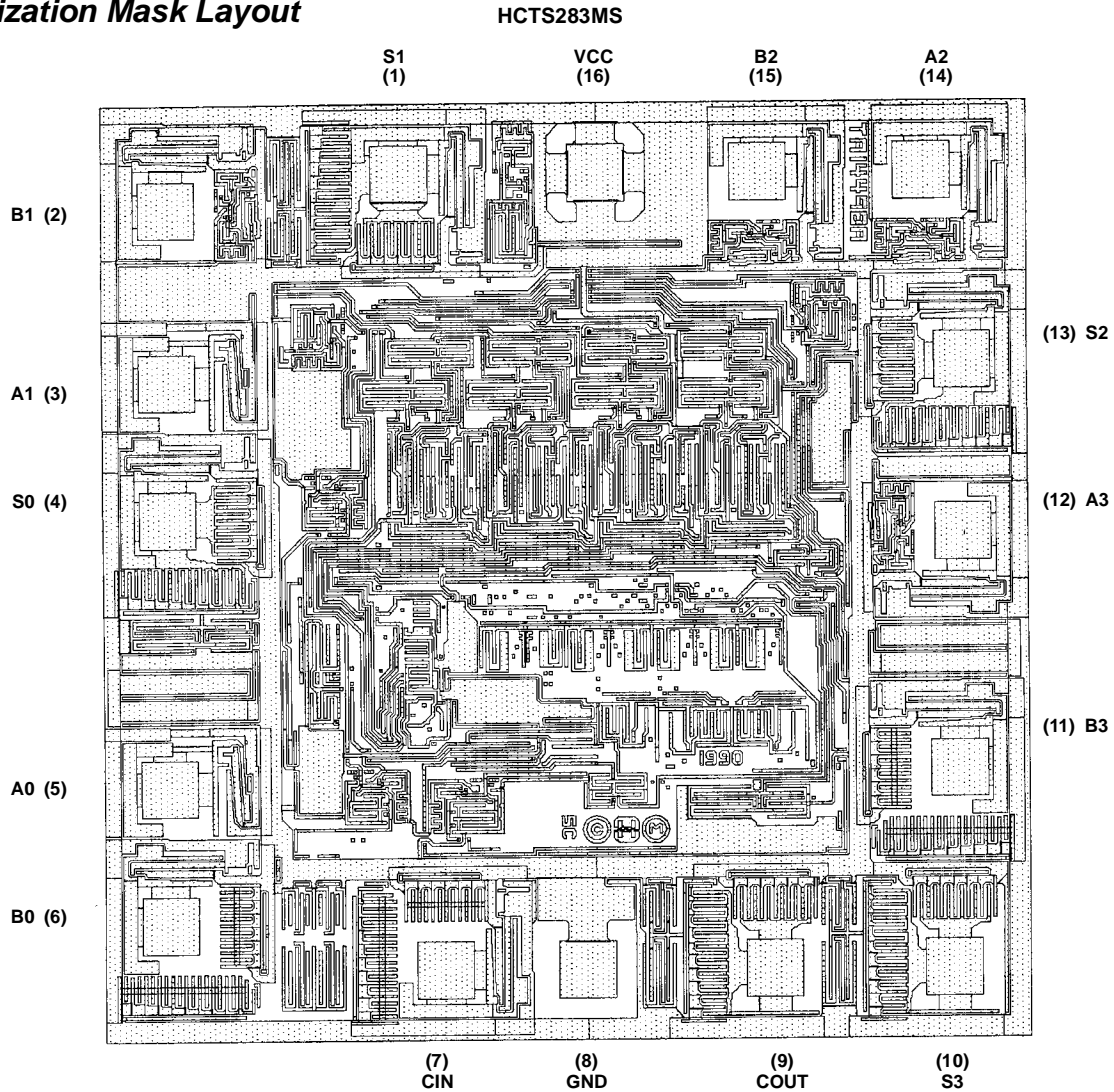 ization Mask Layout
HCTS283MS
S1
(1)
VCC
(16)
B2
(15)
A2
(14)
B1 (2)
(13) S2
A1 (3)
S0 (4)
(12) A3
(11) B3
A0 (5)
B0 (6)
(7)
CIN
(8)
GND
(9)
COUT
(10)
S3